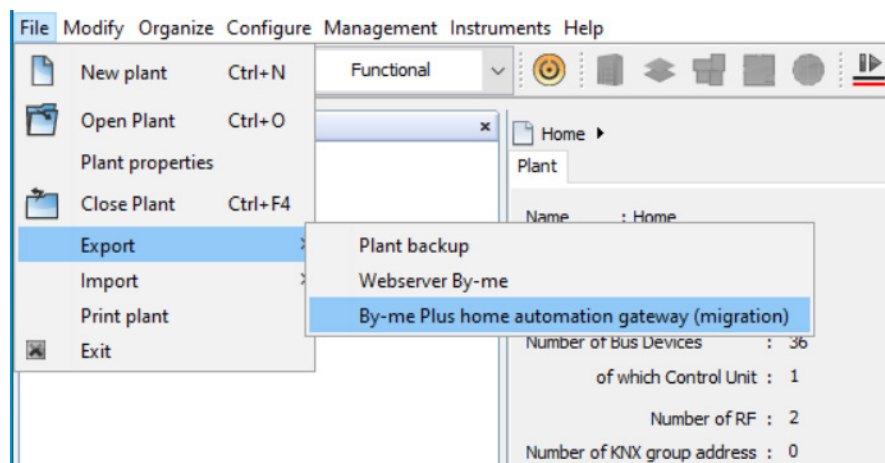 File Modify Organize Configure Management Instruments Help
New plant Ctrl+N
Functional
Open Plant Ctrl+O
Home
Plant properties
Plant
Close Plant Ctrl+F4
Name : Home
Export
Plant backup
Import
Webserver By-me
Print plant
By-me Plus home automation gateway (migration)
Exit
Number of Bus Devices : 36
of which Control Unit : 1
Number of RF : 2
Number of KNX group address : 0